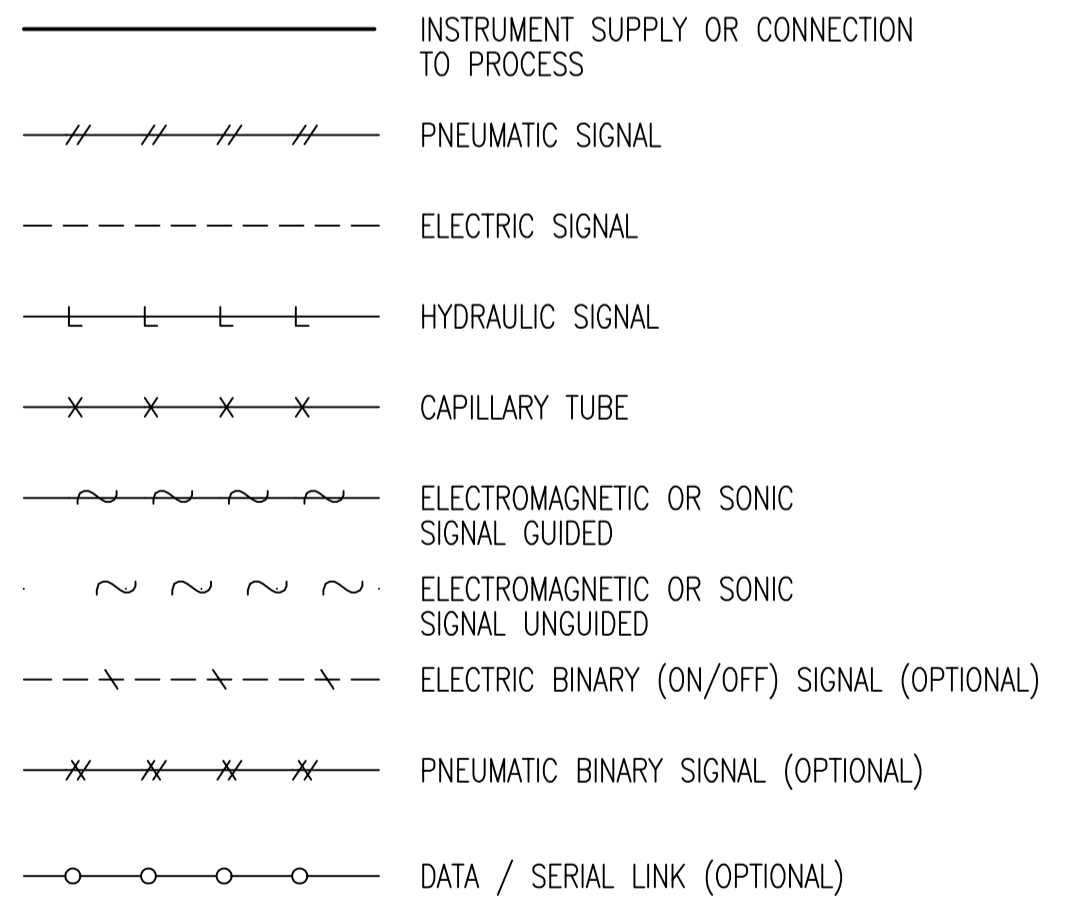 INSTRUMENT SUPPLY OR CONNECTION
TO PROCESS
PNEUMATIC SIGNAL
ELECTRIC SIGNAL
HYDRAULIC SIGNAL
CAPILLARY TUBE
ELECTROMAGNETIC OR SONIC
SIGNAL GUIDED
ELECTROMAGNETIC OR SONIC
SIGNAL UNGUIDED
ELECTRIC BINARY (ON/OFF) SIGNAL (OPTIONAL)
PNEUMATIC BINARY SIGNAL (OPTIONAL)
DATA / SERIAL LINK (OPTIONAL)